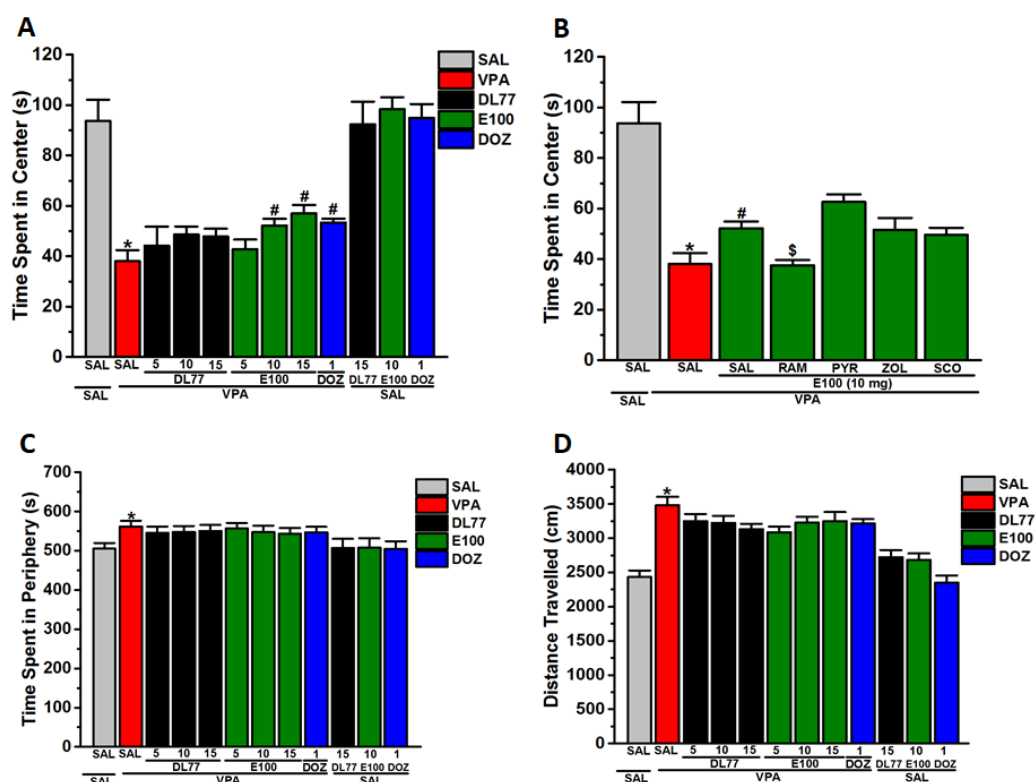 A
Time Spent in Center (s)
120
100
80
60
40
20
0
SAL
VPA
DL77
E100
DOZ
*
#
#
#
SAL SAL 5 10 15 5 10 15 1 15 10 1
DL77 E100 DOZ DL77 E100 DOZ
SAL VPA SAL
B
Time Spent in Center (s)
120
100
80
60
40
20
0
*
#
$
SAL SAL SAL RAM PYR ZOL SCO
E100 (10 mg)
SAL VPA
C
Time Spent in Periphery (s)
700
600
500
400
300
200
100
0
SAL
VPA
DL77
E100
DOZ
*
SAL SAL 5 10 15 5 10 15 1 15 10 1
DL77 E100 DOZ DL77 E100 DOZ
SAL VPA SAL
D
Distance Travelled (cm)
4000
3500
3000
2500
2000
1500
1000
500
0
SAL
VPA
DL77
E100
DOZ
*
SAL SAL 5 10 15 5 10 15 1 15 10 1
DL77 E100 DOZ DL77 E100 DOZ
SAL VPA SAL